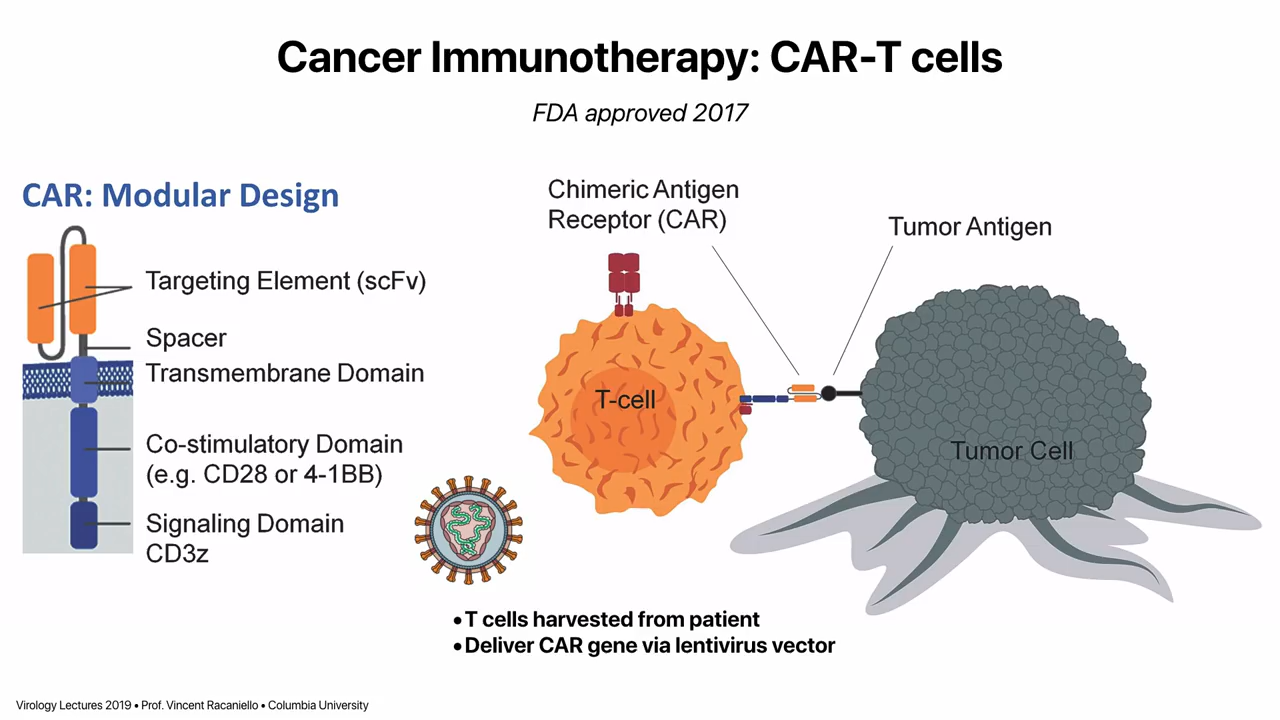 Cancer Immunotherapy: CAR-T cells
FDA approved 2017
CAR: Modular Design
Targeting Element (scFv)
Spacer
Transmembrane Domain
Co-stimulatory Domain
(e.g. CD28 or 4-1BB)
Signaling Domain
CD3z
Chimeric Antigen
Receptor (CAR)
Tumor Antigen
T-cell
Tumor Cell
• T cells harvested from patient
• Deliver CAR gene via lentivirus vector
Virology Lectures 2019 • Prof. Vincent Racaniello • Columbia University